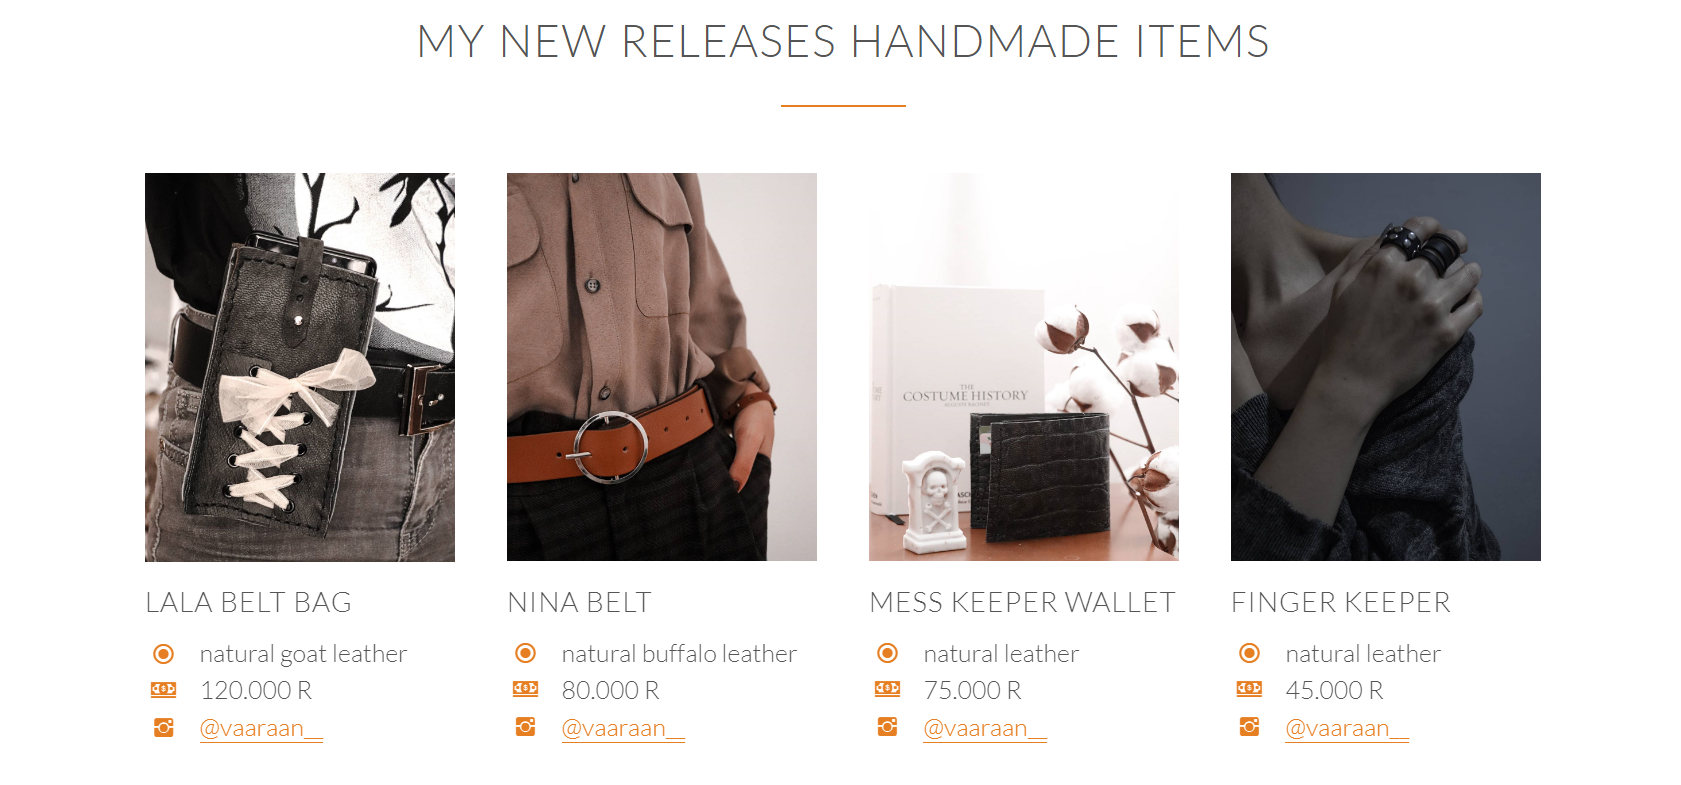 MY NEW RELEASES HANDMADE ITEMS
THE
COSTUME HISTORY
LALA BELT BAG
NINA BELT
MESS KEEPER WALLET
FINGER KEEPER
natural goat leather
natural buffalo leather
natural leather
natural leather
120.000 R
80.000 R
75.000 R
45.000 R
@vaaraan__
@vaaraan__
@vaaraan__
@vaaraan__